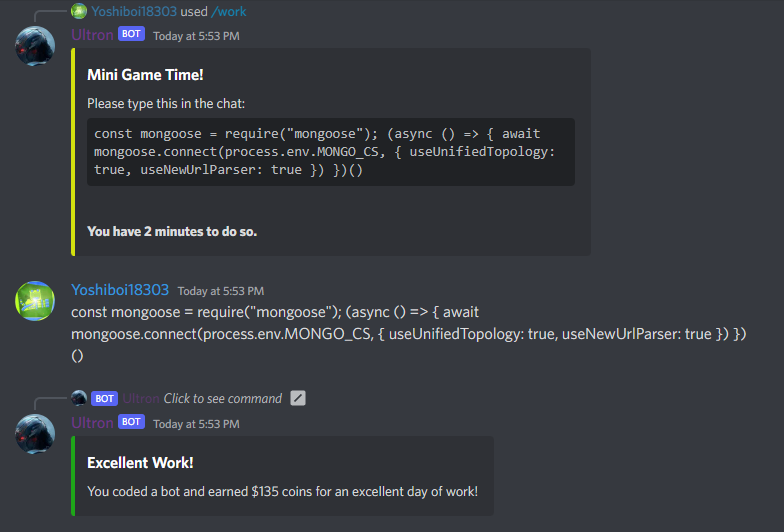 Yoshiboi18303 used /work
Ultron BOT Today at 5:53 PM
Mini Game Time!
Please type this in the chat:
const mongoose = require("mongoose"); (async () => { await
mongoose.connect(process.env.MONGO_CS, { useUnifiedTopology:
true, useNewUrlParser: true }) })()
You have 2 minutes to do so.
Yoshiboi18303 Today at 5:53 PM
const mongoose = require("mongoose"); (async () => { await
mongoose.connect(process.env.MONGO_CS, { useUnifiedTopology: true, useNewUrlParser: true }) })
()
BOT Ultron Click to see command
Ultron BOT Today at 5:53 PM
Excellent Work!
You coded a bot and earned $135 coins for an excellent day of work!